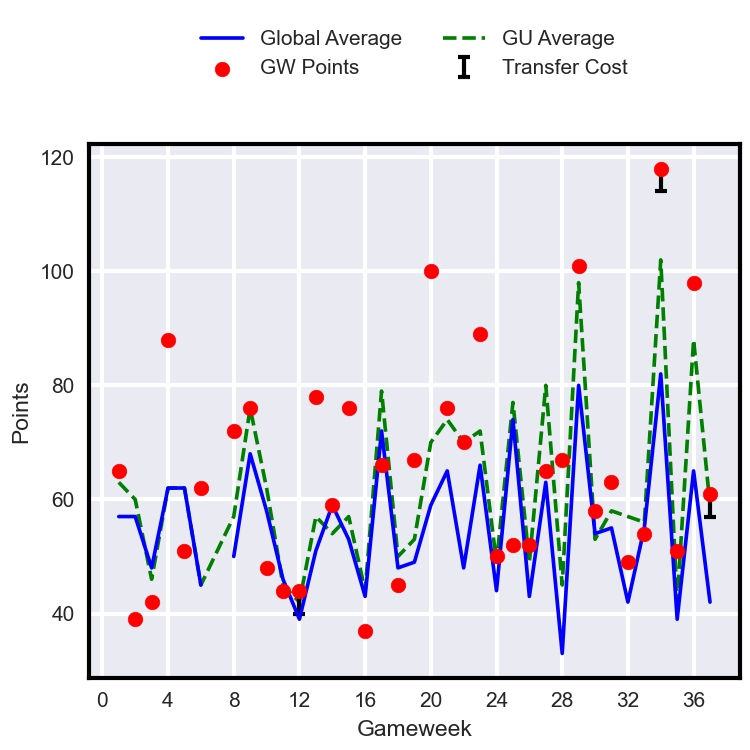 Global Average
GU Average
GW Points
Transfer Cost
120
100
80
60
40
Points
0 4 8 12 16 20 24 28 32 36
Gameweek